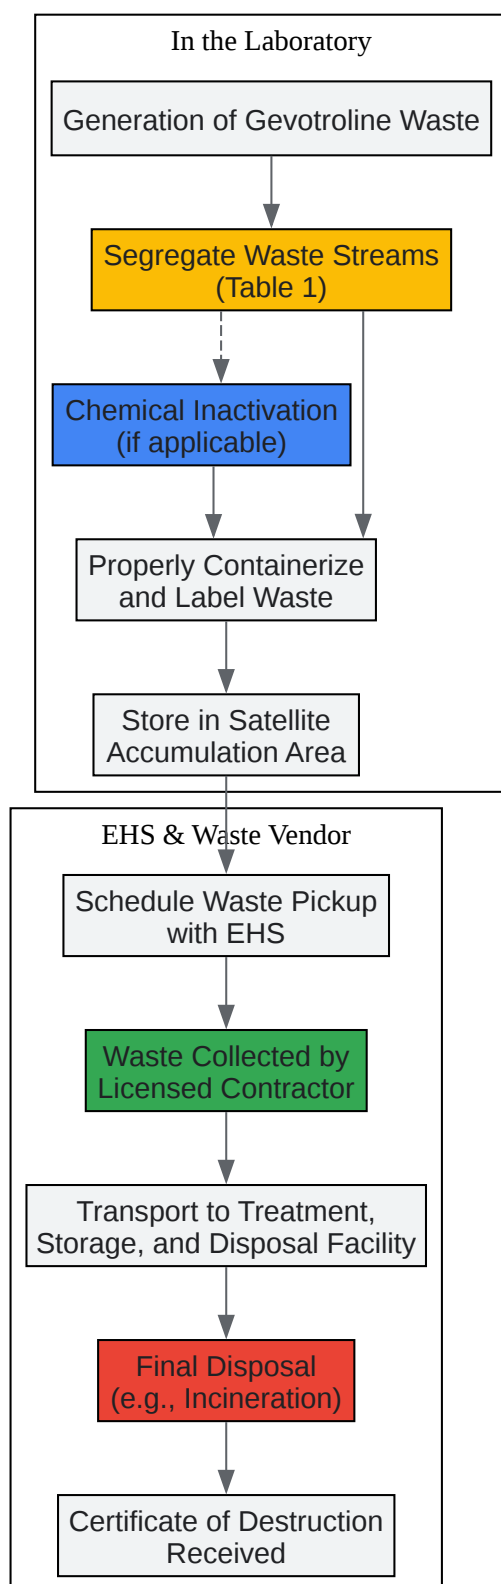 In the Laboratory
Generation of Gevotroline Waste
Segregate Waste Streams
(Table 1)
Chemical Inactivation
(if applicable)
Properly Containerize
and Label Waste
Store in Satellite
Accumulation Area
EHS & Waste Vendor
Schedule Waste Pickup
with EHS
Waste Collected by
Licensed Contractor
Transport to Treatment,
Storage, and Disposal Facility
Final Disposal
(e.g., Incineration)
Certificate of Destruction
Received